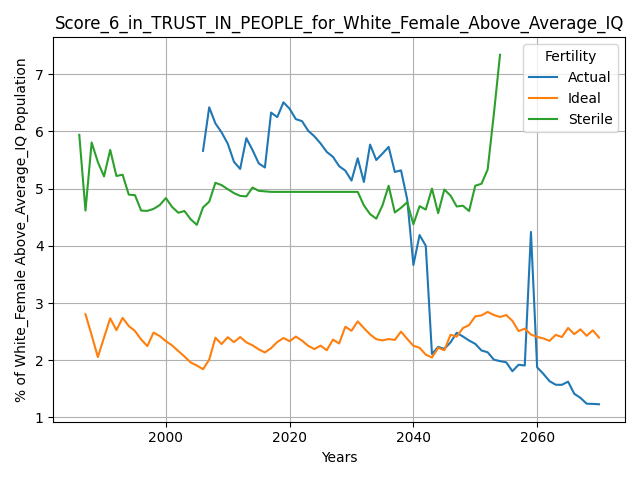 Score_6_in_TRUST_IN_PEOPLE_for_White_Female_Above_Average_IQ
% of White_Female Above_Average_IQ Population
7
6
5
4
3
2
1
Fertility
Actual
Ideal
Sterile
2000
2020
2040
2060
Years